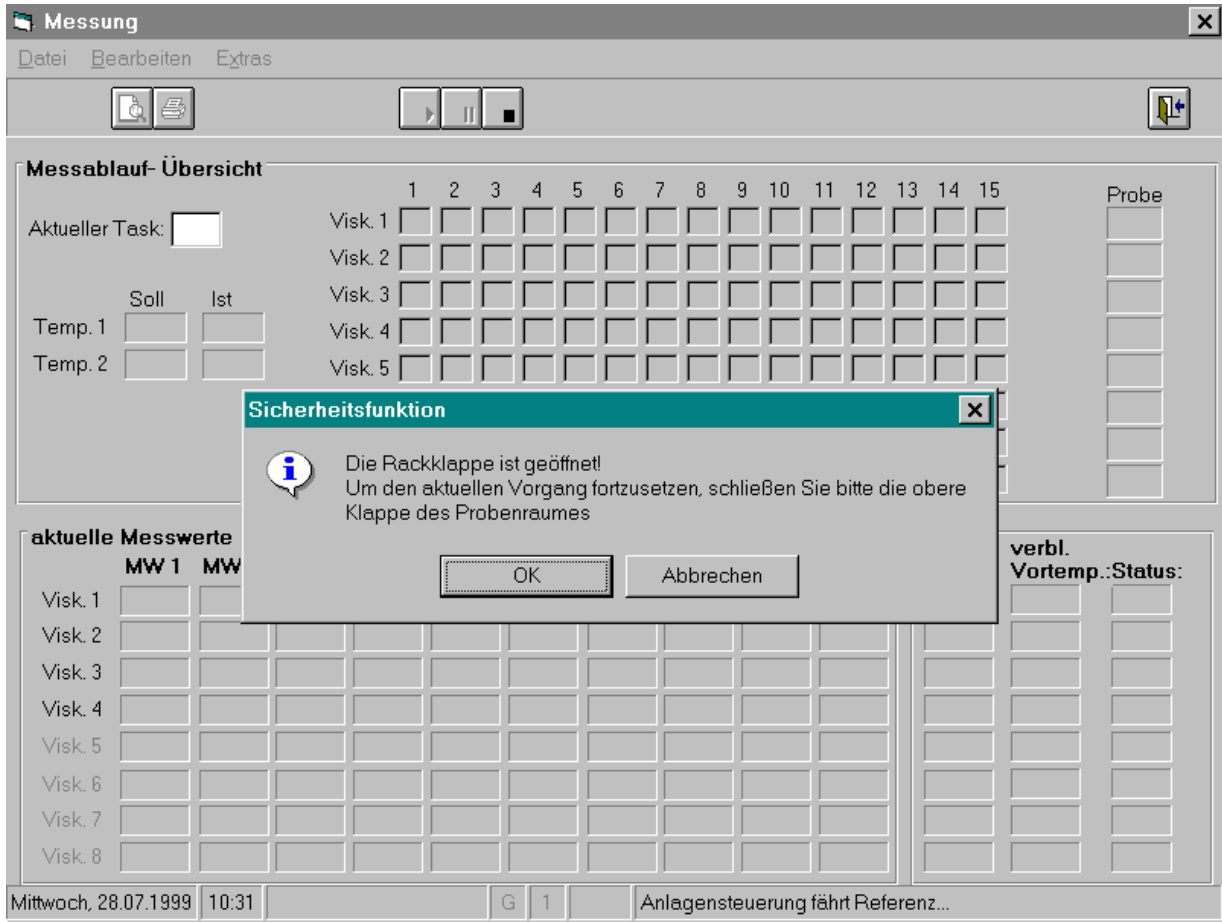 Messung
Datei Bearbeiten Extras
Messablauf- Übersicht
1 2 3 4 5 6 7 8 9 10 11 12 13 14 15
Probe
Aktueller Task:
Visk. 1
Visk. 2
Soll Ist
Visk. 3
Temp. 1
Visk. 4
Temp. 2
Visk. 5
Sicherheitsfunktion
Die Rackklappe ist geöffnet!
Um den aktuellen Vorgang fortzusetzen, schließen Sie bitte die obere
Klappe des Probenraumes
OK Abbrechen
aktuelle Messwerte
MW 1 MW
verbl.
Vortemp.:Status:
Visk. 1
Visk. 2
Visk. 3
Visk. 4
Visk. 5
Visk. 6
Visk. 7
Visk. 8
Mittwoch, 28.07.1999 10:31 G 1 Anlagensteuerung fährt Referenz...